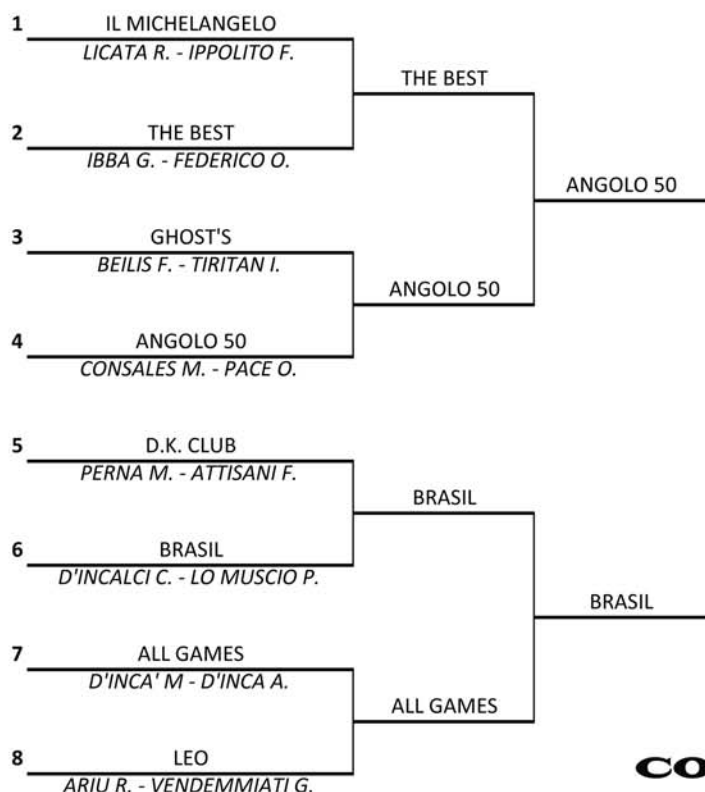 1 IL MICHELANGELO
LICATA R. - IPPOLITO F.
THE BEST
2 THE BEST
IBBA G. - FEDERICO O.
ANGOLO 50
3 GHOST'S
BEILIS F. - TIRITAN I.
ANGOLO 50
4 ANGOLO 50
CONSALES M. - PACE O.
5 D.K. CLUB
PERNA M. - ATTISANI F.
BRASIL
6 BRASIL
D'INCALCI C. - LO MUSCIO P.
BRASIL
7 ALL GAMES
D'INCA' M - D'INCA A.
ALL GAMES
8 LEO
ARIU R. - VENDEMMIATI G.
CO